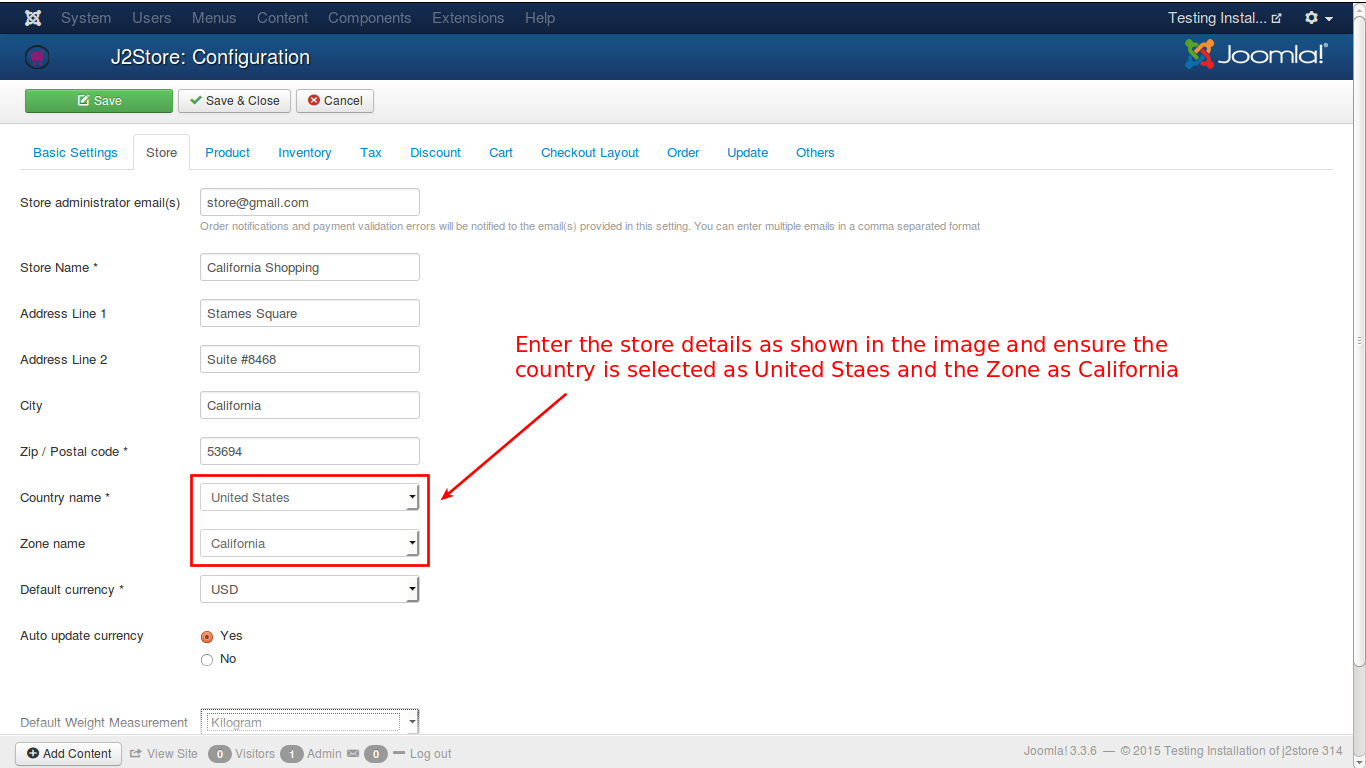 System Users Menus Content Components Extensions Help Testing Instal...
J2Store: Configuration Joomla!®
Save Save & Close Cancel
Basic Settings Store Product Inventory Tax Discount Cart Checkout Layout Order Update Others
Store administrator email(s) store@gmail.com
Order notifications and payment validation errors will be notified to the email(s) provided in this setting. You can enter multiple emails in a comma separated format
Store Name * California Shopping
Address Line 1 Stames Square
Enter the store details as shown in the image and ensure the
country is selected as United Staes and the Zone as California
Address Line 2 Suite #8468
City California
Zip / Postal code * 53694
Country name * United States
Zone name California
Default currency * USD
Auto update currency Yes
No
Default Weight Measurement Kilogram
Add Content View Site 0 Visitors 1 Admin 0 Log out Joomla! 3.3.6 — © 2015 Testing Installation of j2store 314